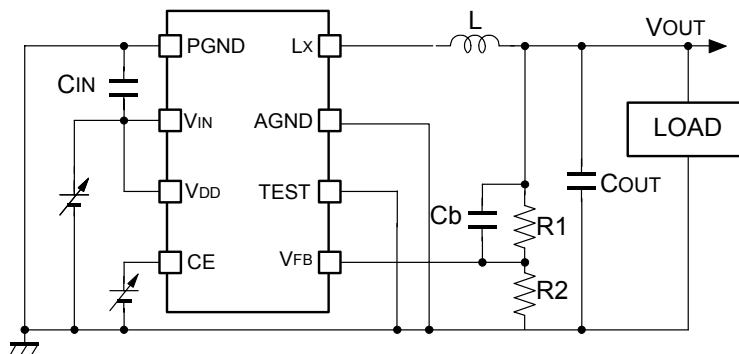 L
VOUT
PGND
LX
CIN
VIN
AGND
LOAD
VDD
TEST
COUT
Cb
R1
CE
VFB
R2